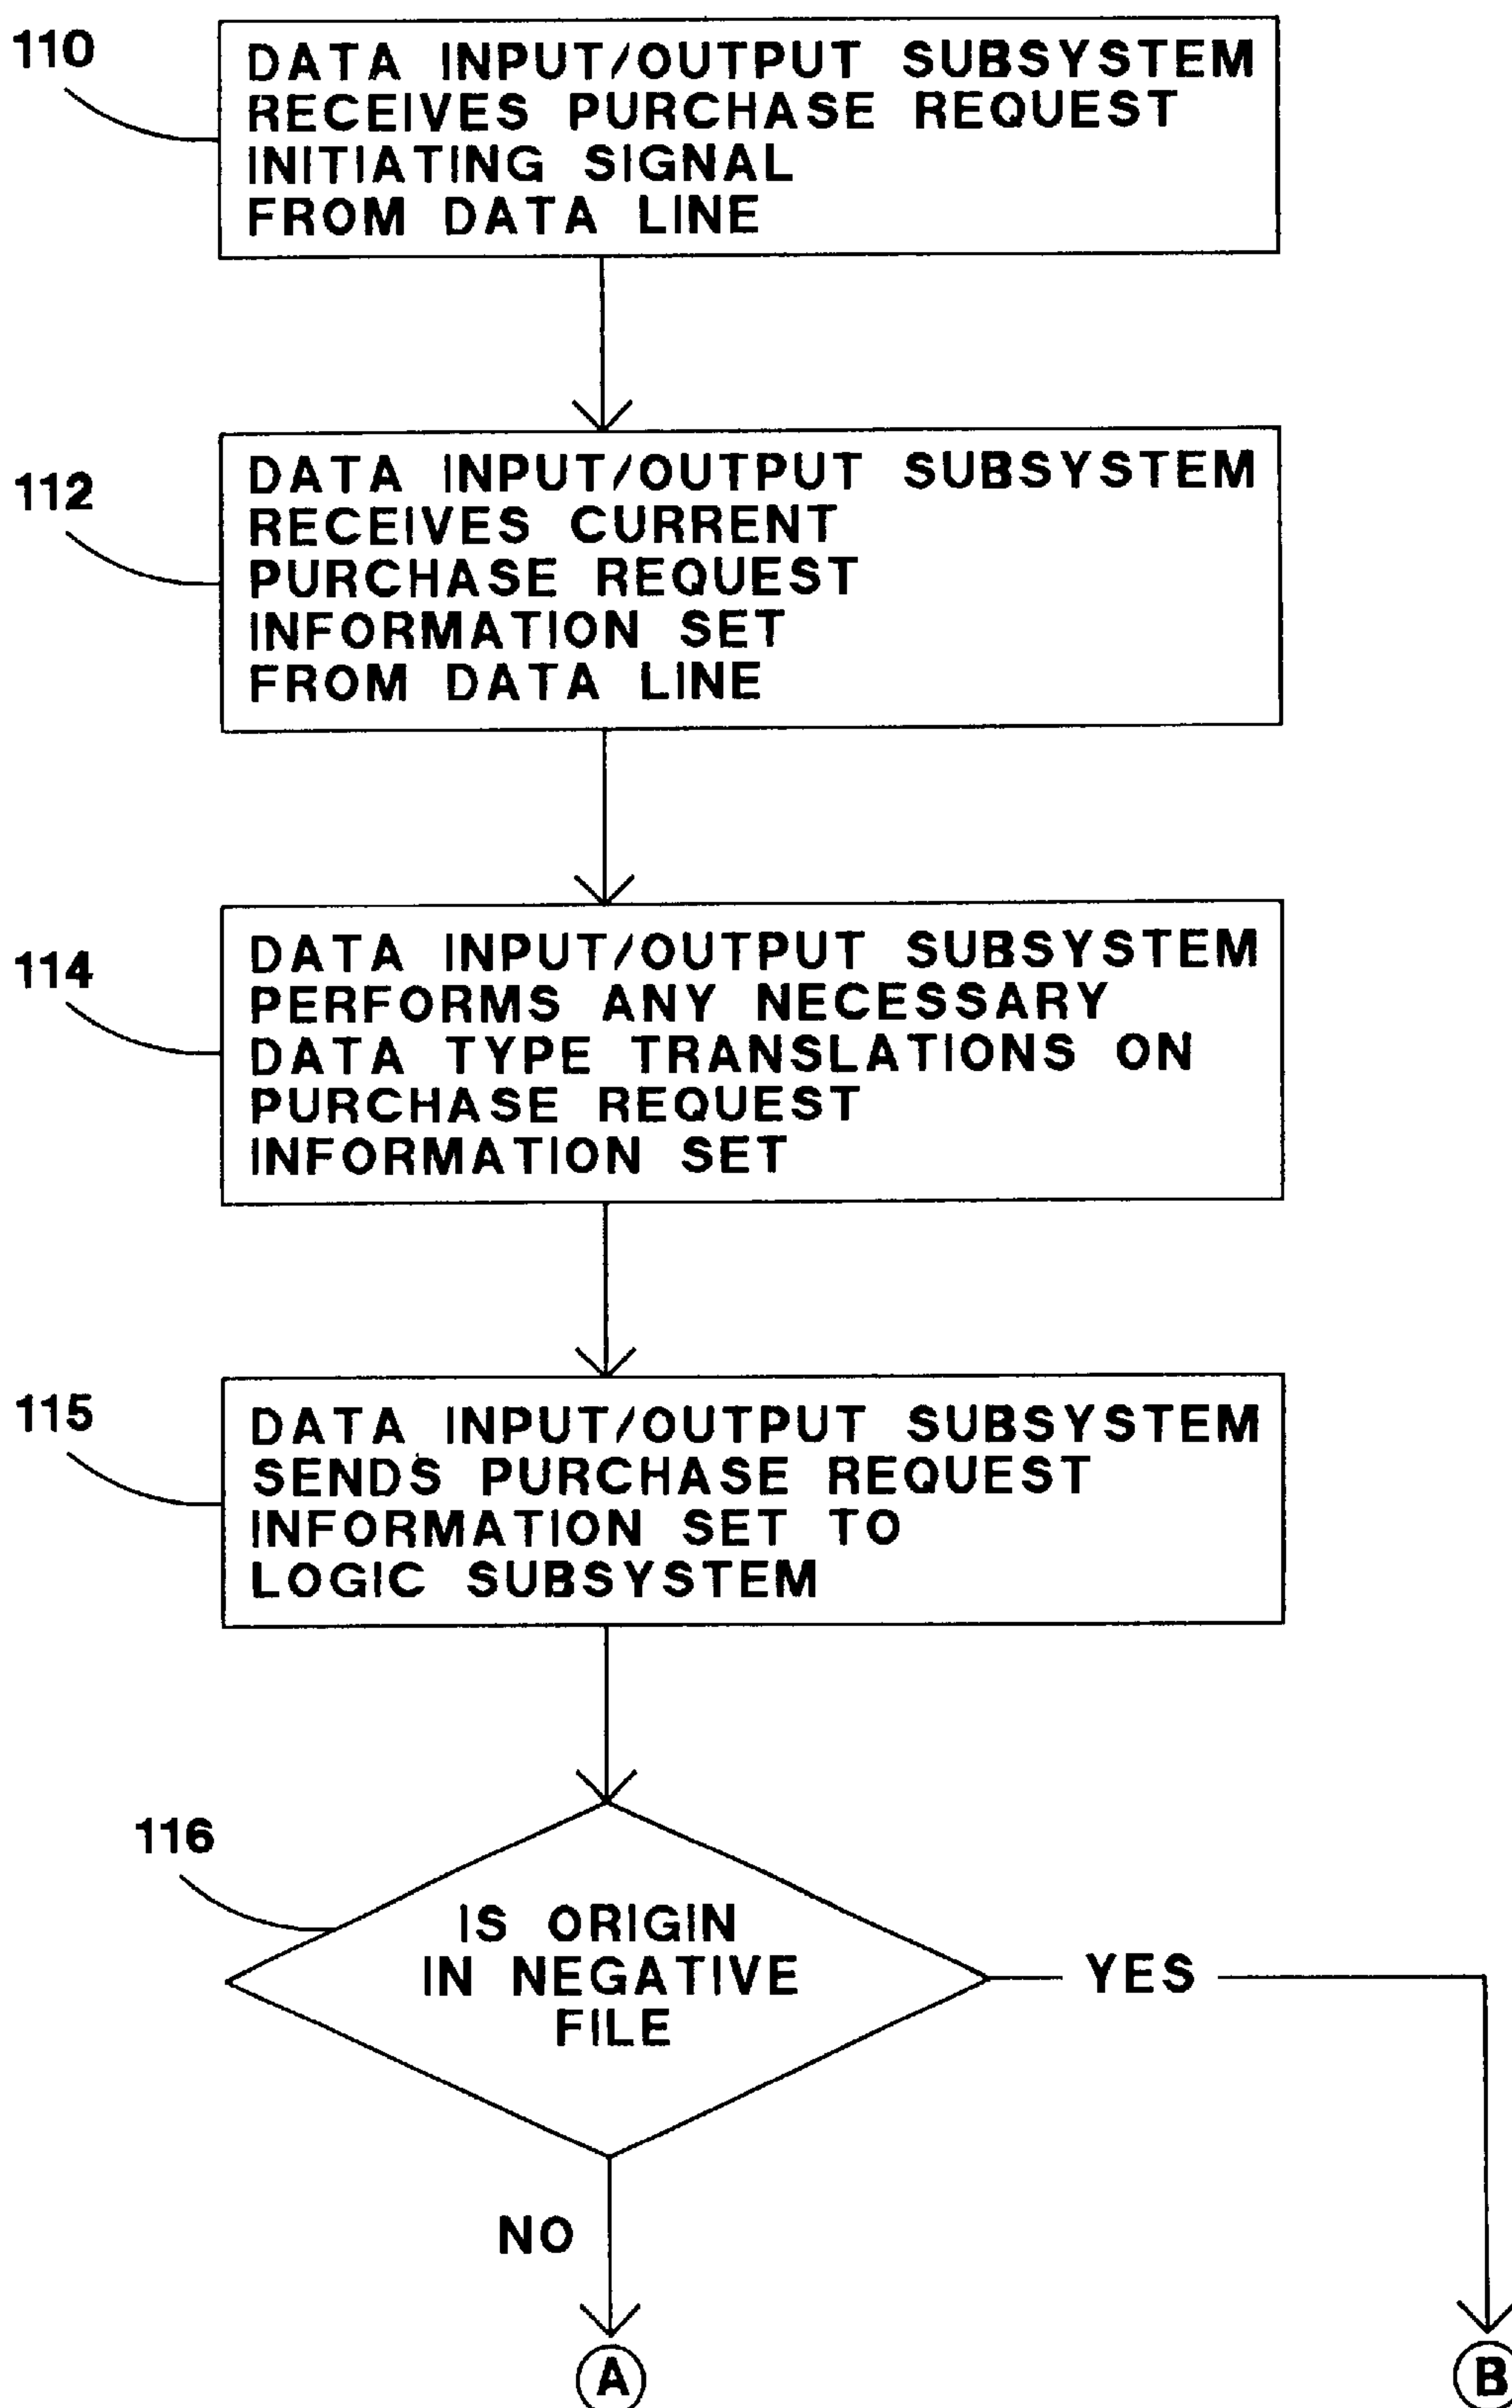 110
DATA INPUT/OUTPUT SUBSYSTEM
RECEIVES PURCHASE REQUEST
INITIATING SIGNAL
FROM DATA LINE
112
DATA INPUT/OUTPUT SUBSYSTEM
RECEIVES CURRENT
PURCHASE REQUEST
INFORMATION SET
FROM DATA LINE
114
DATA INPUT/OUTPUT SUBSYSTEM
PERFORMS ANY NECESSARY
DATA TYPE TRANSLATIONS ON
PURCHASE REQUEST
INFORMATION SET
115
DATA INPUT/OUTPUT SUBSYSTEM
SENDS PURCHASE REQUEST
INFORMATION SET TO
LOGIC SUBSYSTEM
116
IS ORIGIN
IN NEGATIVE
FILE
YES
NO
A
B